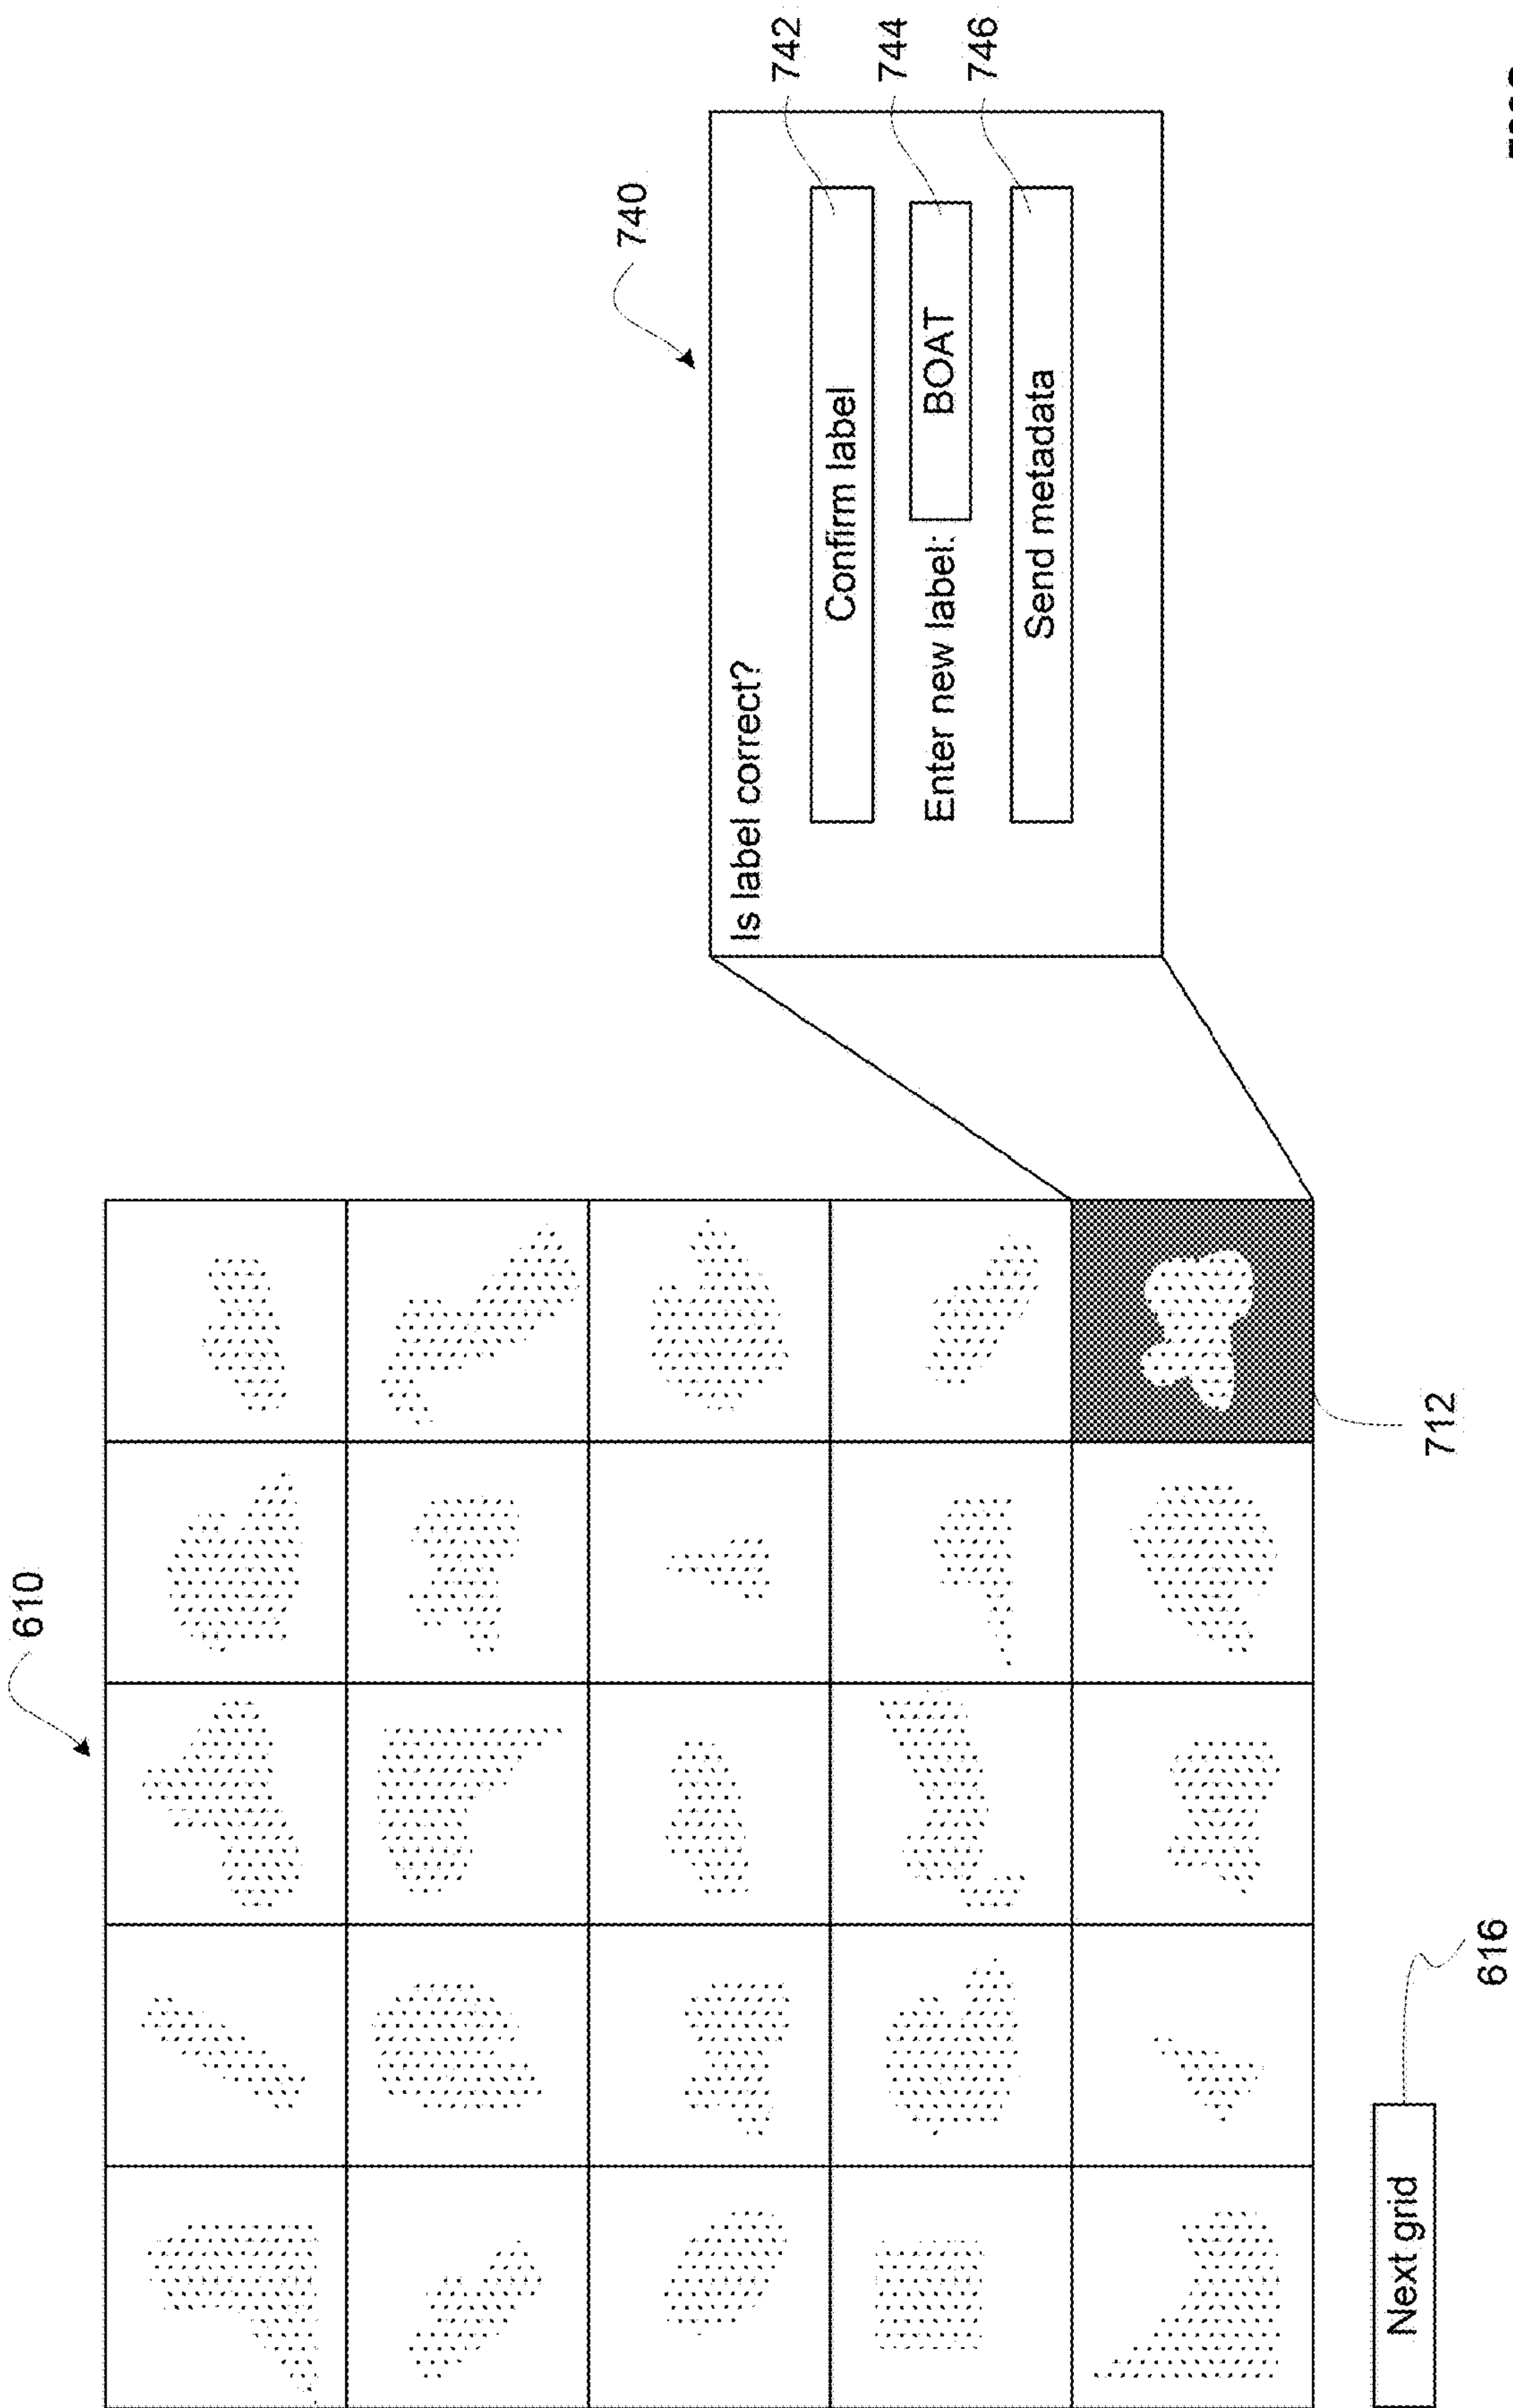 610
740
Is label correct?
Confirm label
742
Enter new label:
BOAT
744
Send metadata
746
712
Next grid
616